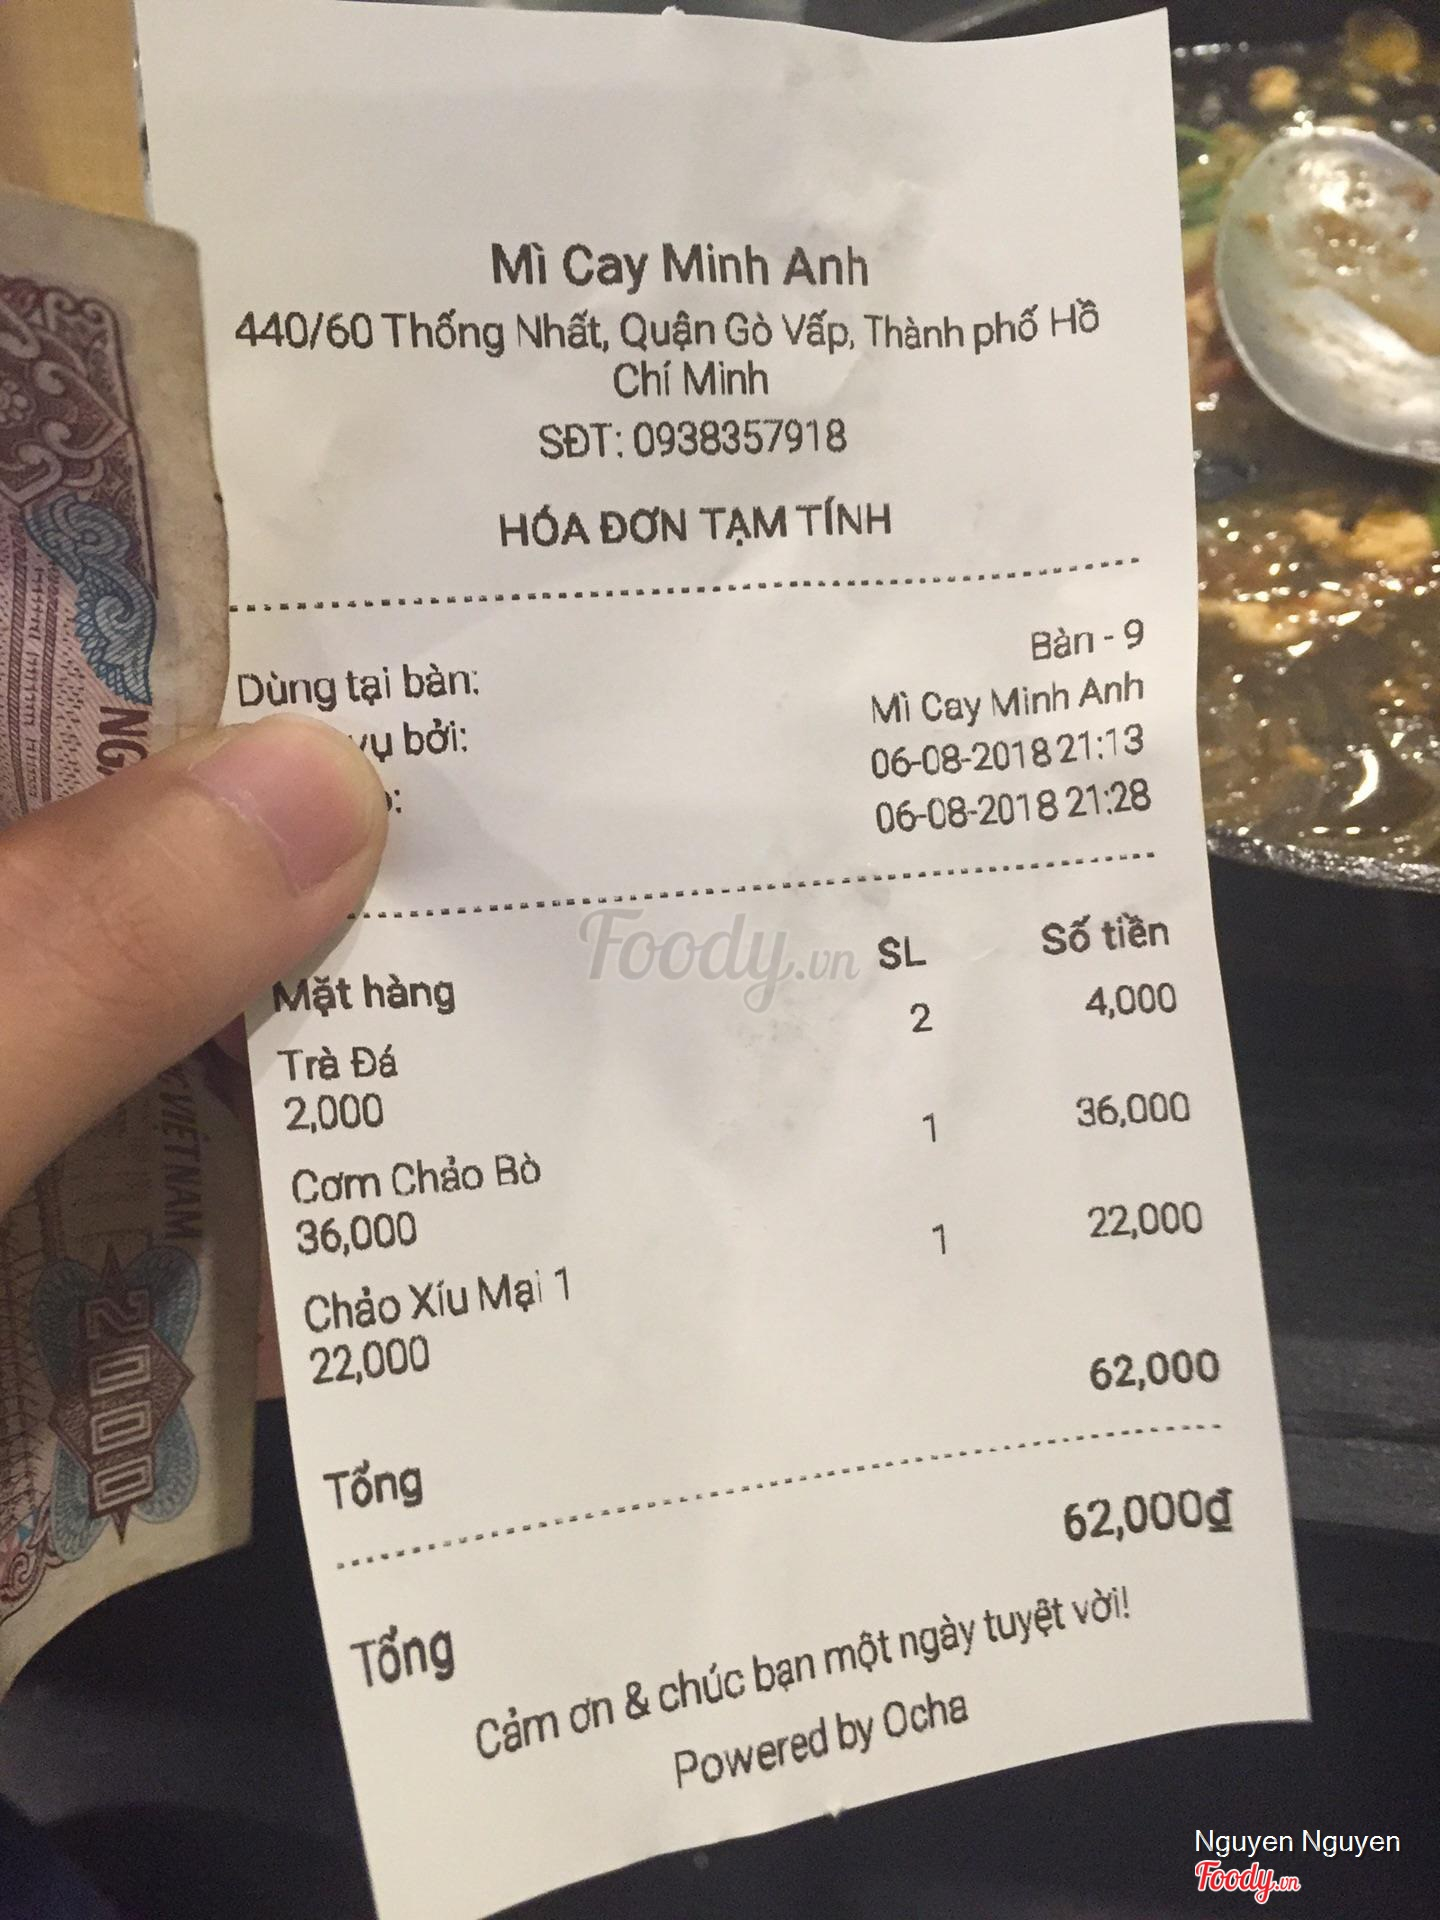 Mì Cay Minh Anh
440/60 Thống Nhất, Quận Gò Vấp, Thành phố Hồ
Chí Minh
SĐT: 0938357918
HÓA ĐƠN TẠM TÍNH
Dùng tại bàn: Bàn - 9
vụ bởi: Mì Cay Minh Anh
06-08-2018 21:13
06-08-2018 21:28
Foody.vn
Mặt hàng SL Số tiền
Trà Đá 2 4,000
2,000
Cơm Chảo Bò 1 36,000
36,000
Chảo Xíu Mại 1 1 22,000
22,000
Tổng 62,000
Tổng 62,000₫
Cảm ơn & chúc bạn một ngày tuyệt vời!
Powered by Ocha
VIỆT NAM
2000
Nguyen Nguyen
Foody.vn